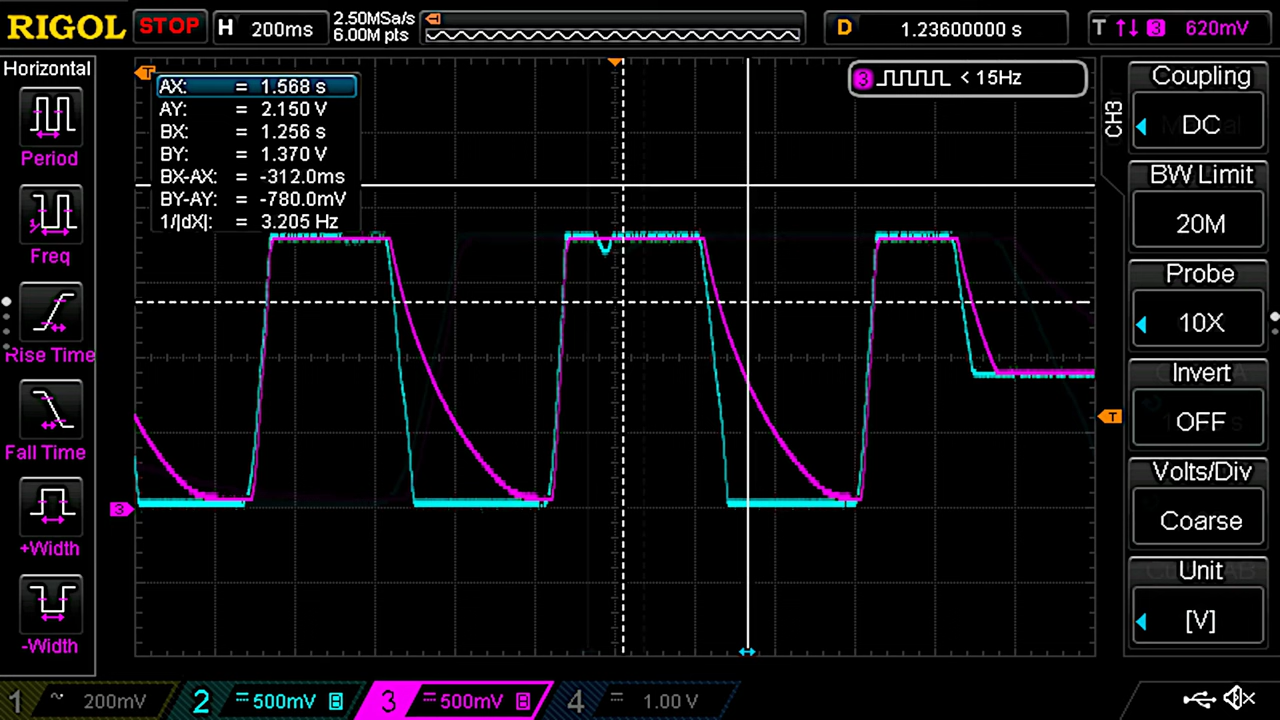 RIGOL STOP H 200ms 2.50MSa/s 6.00M pts D 1.23600000 s T 3 620mV
Horizontal
Period
Freq
Rise Time
Fall Time
+Width
-Width
T
AX: = 1.568 s
AY: = 2.150 V
BX: = 1.256 s
BY: = 1.370 V
BX-AX: = -312.0ms
BY-AY: = -780.0mV
1/|dX|: = 3.205 Hz
3 < 15Hz
T
3
CH3
Coupling
DC
BW Limit
20M
Probe
10X
Invert
OFF
Volts/Div
Coarse
Unit
[V]
1 ~ 200mV 2 500mV B 3 500mV B 4 1.00 V